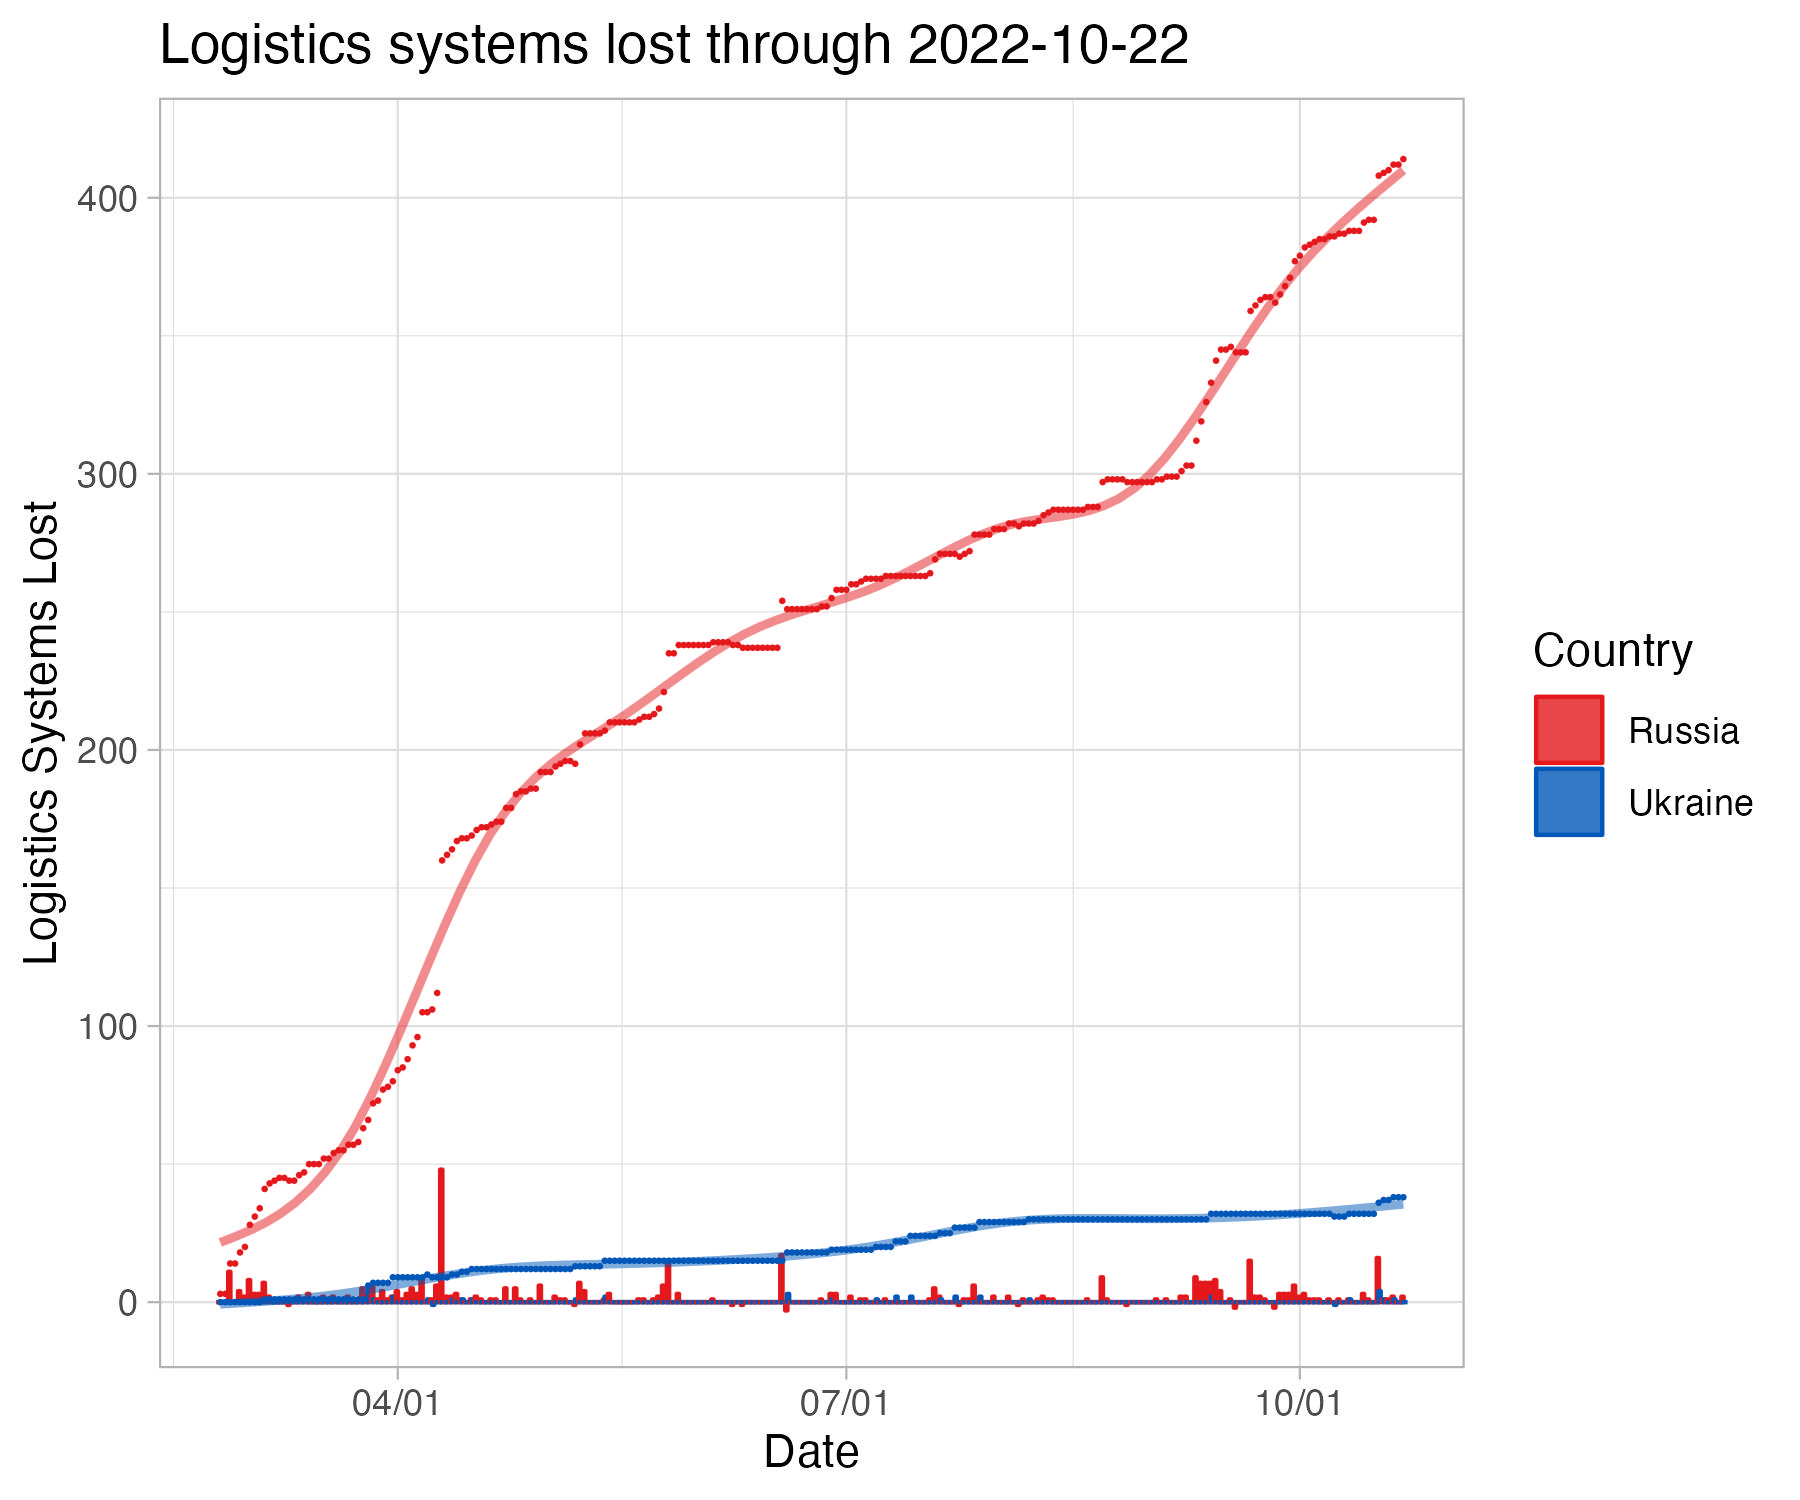 Logistics systems lost through 2022-10-22
Logistics Systems Lost
400
300
200
100
0
04/01
07/01
10/01
Date
Country
Russia
Ukraine